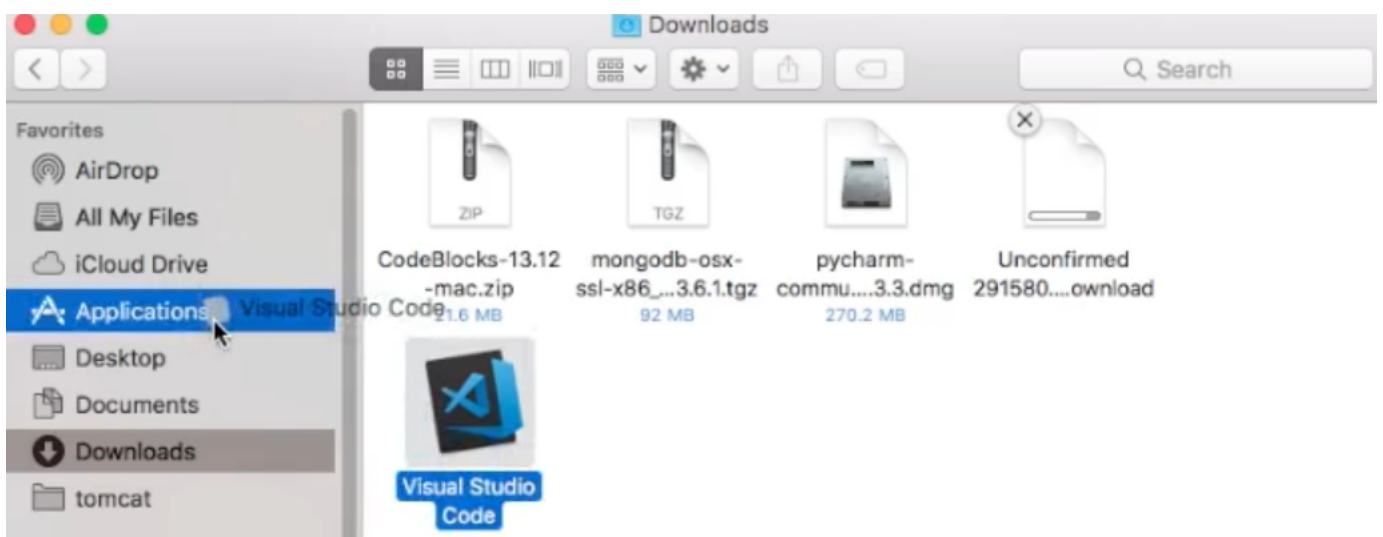 Downloads
Search
Favorites
AirDrop
All My Files
iCloud Drive
Applications
Visual Studio Code
Desktop
Documents
Downloads
tomcat
ZIP
TGZ
CodeBlocks-13.12
-mac.zip
21.6 MB
mongodb-osx-
ssl-x86_...3.6.1.tgz
92 MB
pycharm-
commu....3.3.dmg
270.2 MB
Unconfirmed
291580....ownload
Visual Studio
Code